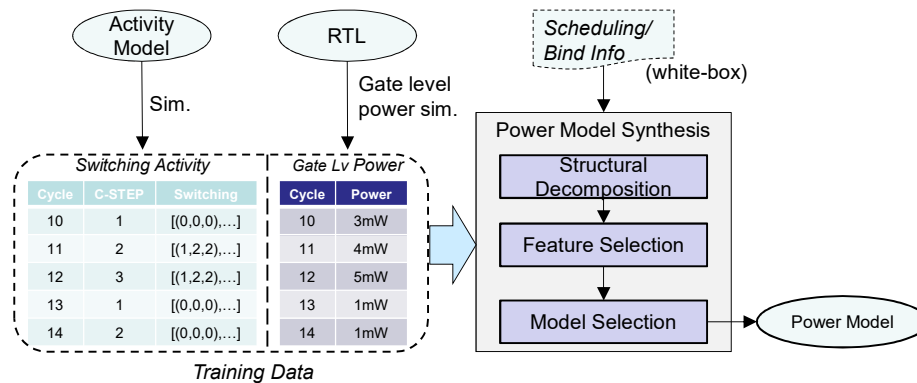 Activity
Model
RTL
Scheduling/
Bind Info
(white-box)
Sim.
Gate level
power sim.
Switching Activity
Cycle C-STEP Switching
10 1 [(0,0,0),...]
11 2 [(1,2,2),...]
12 3 [(1,2,2),...]
13 1 [(0,0,0),...]
14 2 [(0,0,0),...]
Gate Lv Power
Cycle Power
10 3mW
11 4mW
12 5mW
13 1mW
14 1mW
Training Data
Power Model Synthesis
Structural
Decomposition
Feature Selection
Model Selection
Power Model